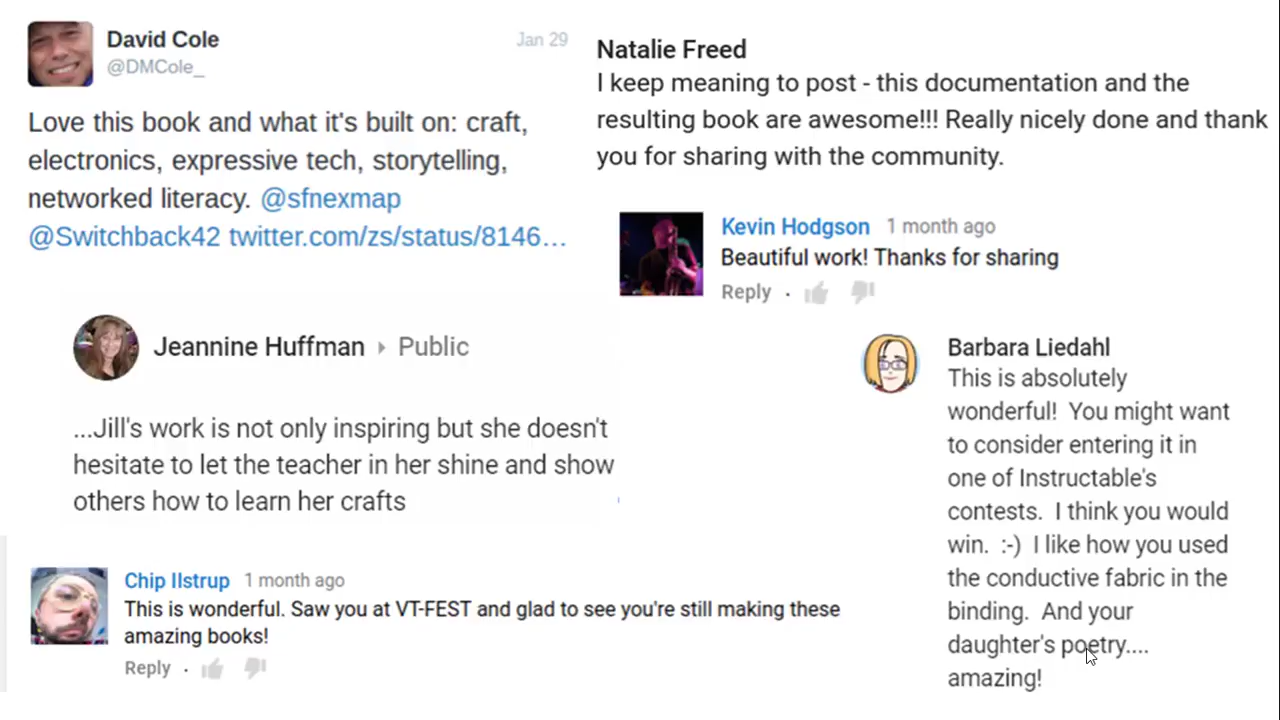 David Cole
Jan 29
@DMCole_
Love this book and what it's built on: craft,
electronics, expressive tech, storytelling,
networked literacy. @sfnexmap
@Switchback42 twitter.com/zs/status/8146…
Natalie Freed
I keep meaning to post - this documentation and the
resulting book are awesome!!! Really nicely done and thank
you for sharing with the community.
Kevin Hodgson 1 month ago
Beautiful work! Thanks for sharing
Reply ·
Jeannine Huffman ▸ Public
...Jill's work is not only inspiring but she doesn't
hesitate to let the teacher in her shine and show
others how to learn her crafts
Barbara Liedahl
This is absolutely
wonderful! You might want
to consider entering it in
one of Instructable's
contests. I think you would
win. :-) I like how you used
the conductive fabric in the
binding. And your
daughter's poetry....
amazing!
Chip Ilstrup 1 month ago
This is wonderful. Saw you at VT-FEST and glad to see you're still making these
amazing books!
Reply ·